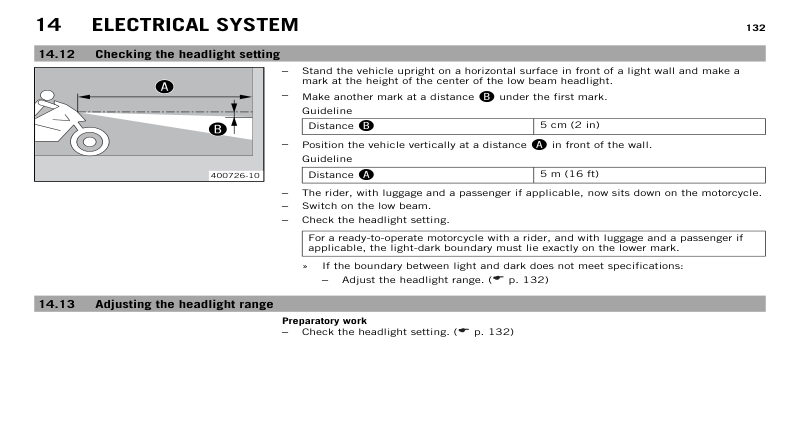 14 ELECTRICAL SYSTEM 132
14.12 Checking the headlight setting
A
B
400726-10
– Stand the vehicle upright on a horizontal surface in front of a light wall and make a
mark at the height of the center of the low beam headlight.
– Make another mark at a distance B under the first mark.
Guideline
Distance B 5 cm (2 in)
– Position the vehicle vertically at a distance A in front of the wall.
Guideline
Distance A 5 m (16 ft)
– The rider, with luggage and a passenger if applicable, now sits down on the motorcycle.
– Switch on the low beam.
– Check the headlight setting.
For a ready-to-operate motorcycle with a rider, and with luggage and a passenger if
applicable, the light-dark boundary must lie exactly on the lower mark.
» If the boundary between light and dark does not meet specifications:
– Adjust the headlight range. (☛ p. 132)
14.13 Adjusting the headlight range
Preparatory work
– Check the headlight setting. (☛ p. 132)